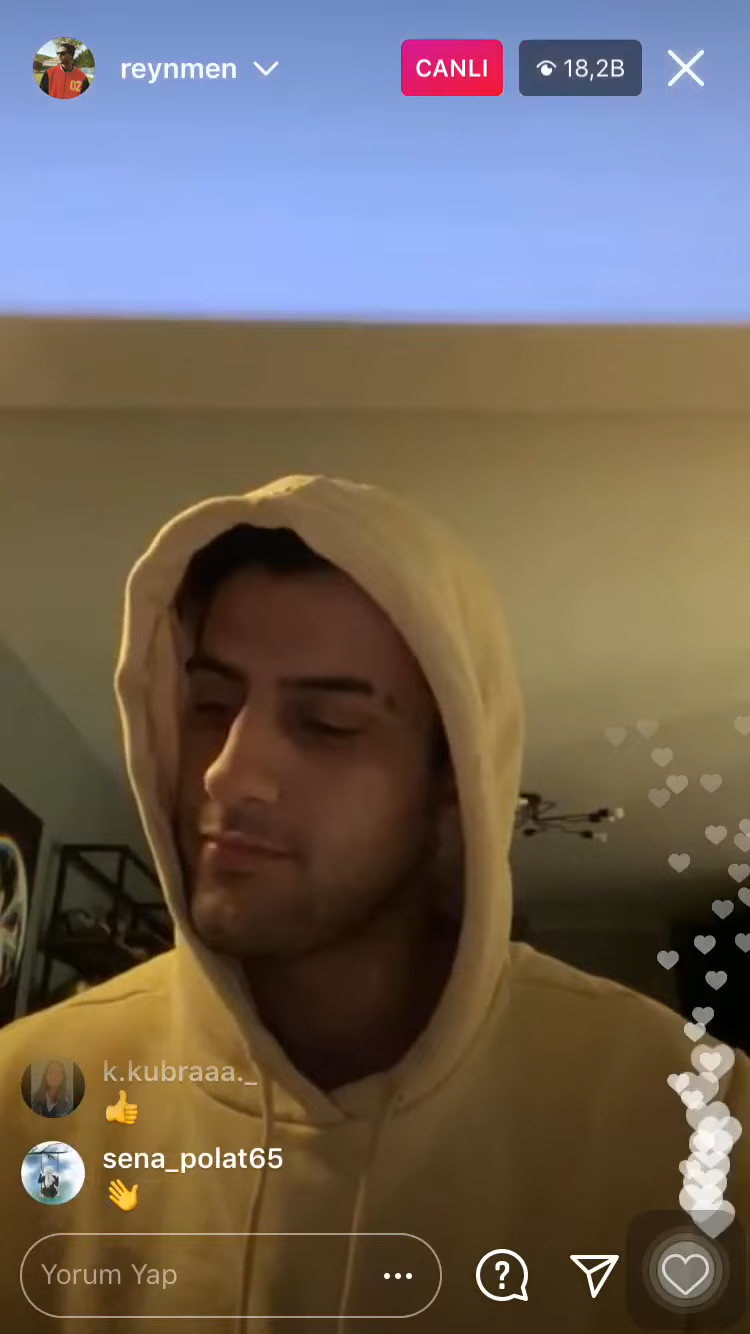 reynmen
CANLI
18,2B
k.kubraaa._
👍
sena_polat65
👋
Yorum Yap